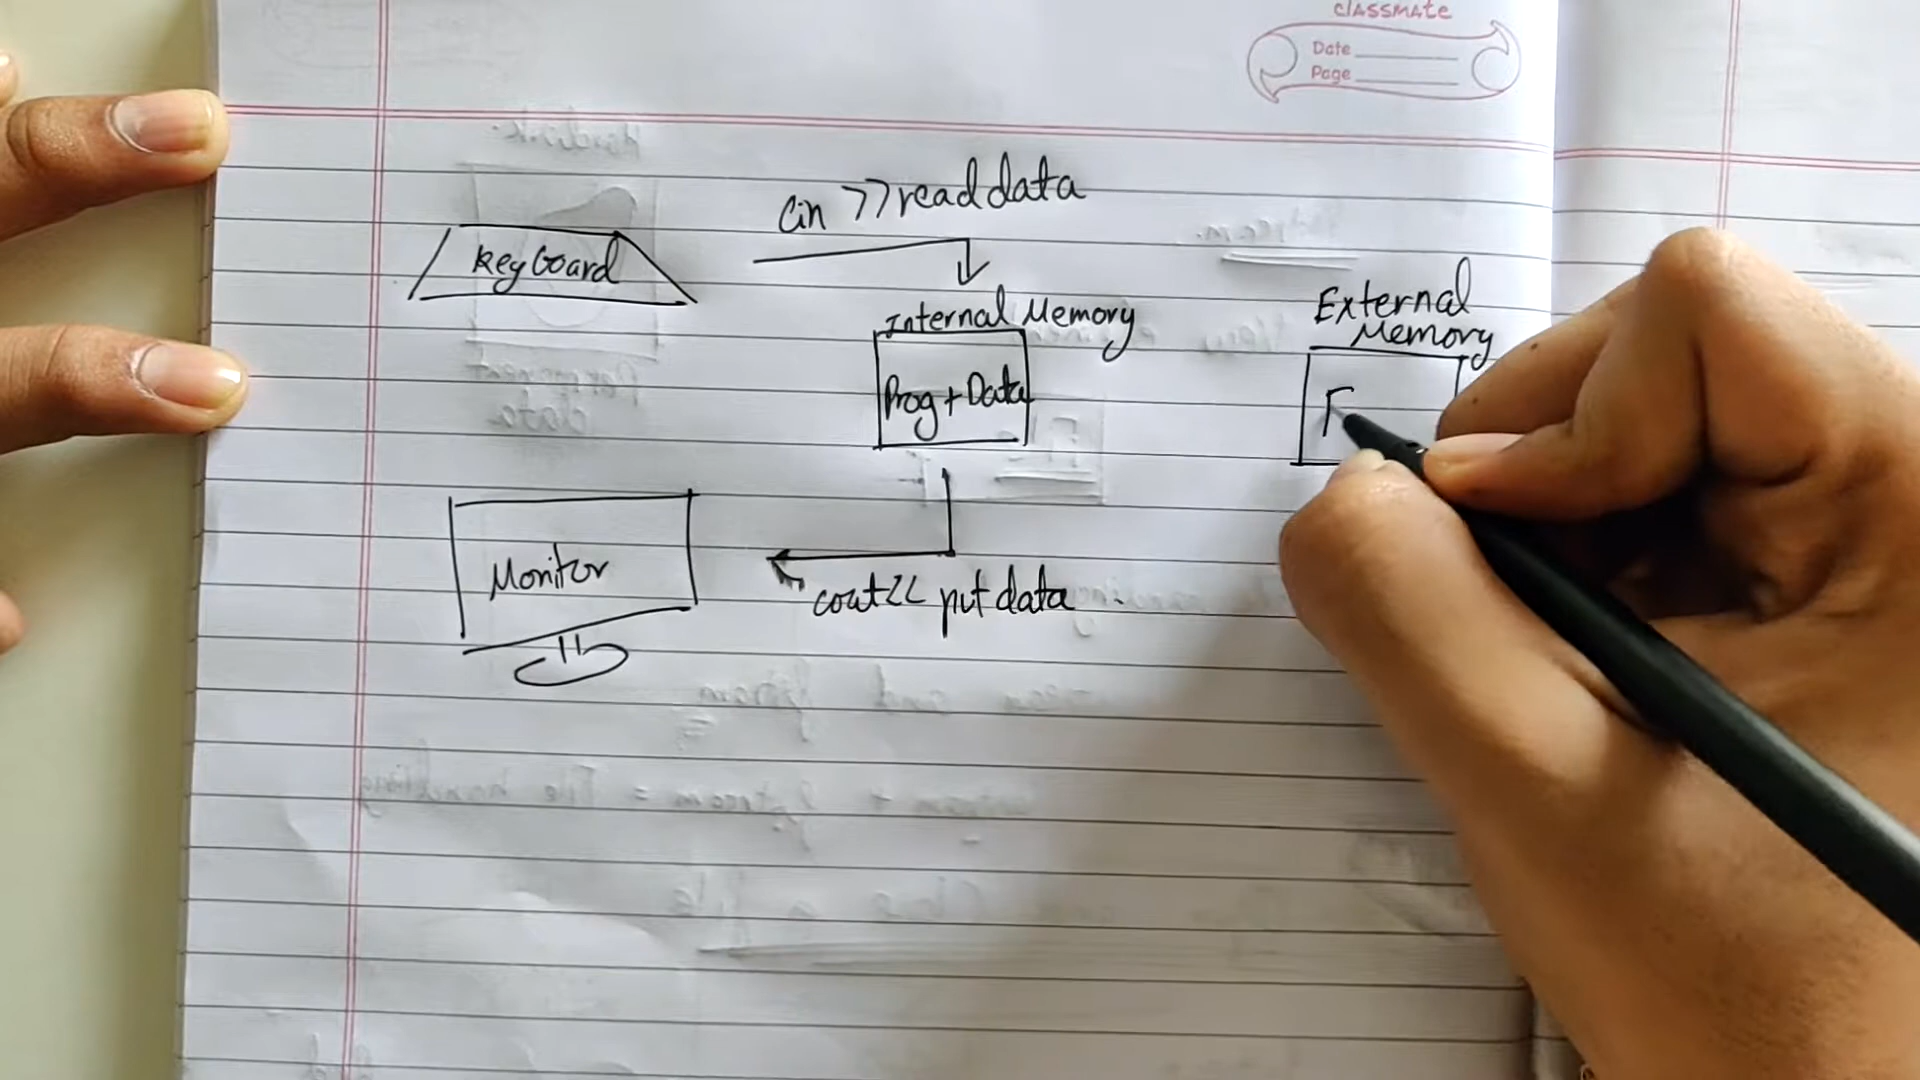 classmate
Date
Page
Cin >> read data
keyboard
Internal Memory
External
Memory
Prog + Data
Monitor
cout<< put data